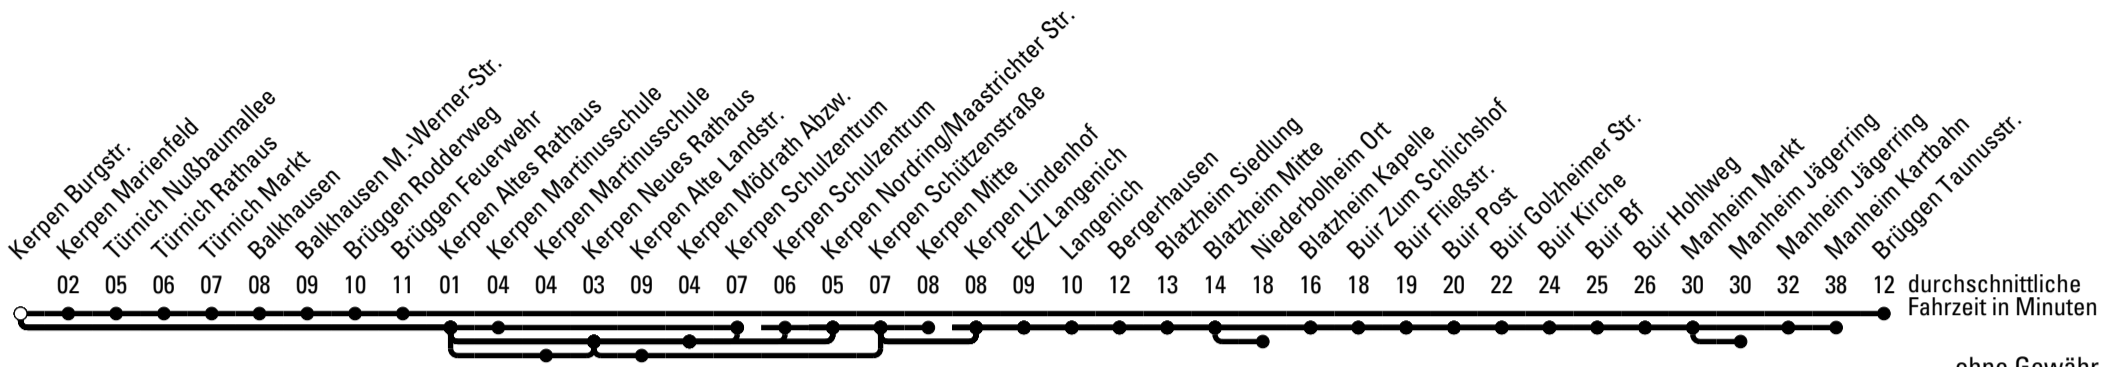 Kerpen Burgstr.
Kerpen Marienfeld
Türnich Nußbaumallee
Türnich Rathaus
Türnich Markt
Balkhausen
Balkhausen M.-Werner-Str.
Brüggen Rodderweg
Brüggen Feuerwehr
Kerpen Altes Rathaus
Kerpen Martinusschule
Kerpen Martinusschule
Kerpen Neues Rathaus
Kerpen Alte Landstr.
Kerpen Mödrath Abzw.
Kerpen Schulzentrum
Kerpen Schulzentrum
Kerpen Nordring/Maastrichter Str.
Kerpen Schützenstraße
Kerpen Mitte
Kerpen Lindenhof
EKZ Langenich
Langenich
Bergerhausen
Blatzheim Siedlung
Blatzheim Mitte
Niederbolheim Ort
Blatzheim Kapelle
Buir Zum Schlichshof
Buir Fließstr.
Buir Post
Buir Golzheimer Str.
Buir Kirche
Buir Bf
Buir Hohlweg
Manheim Markt
Manheim Jägerring
Manheim Jägerring
Manheim Kartbahn
Brüggen Taunusstr.
02 05 06 07 08 09 10 11 01 04 04 03 09 04 07 06 05 07 08 08 09 10 12 13 14 18 16 18 19 20 22 24 25 26 30 30 32 38 12 durchschnittliche
Fahrzeit in Minuten
ohne Gewähr